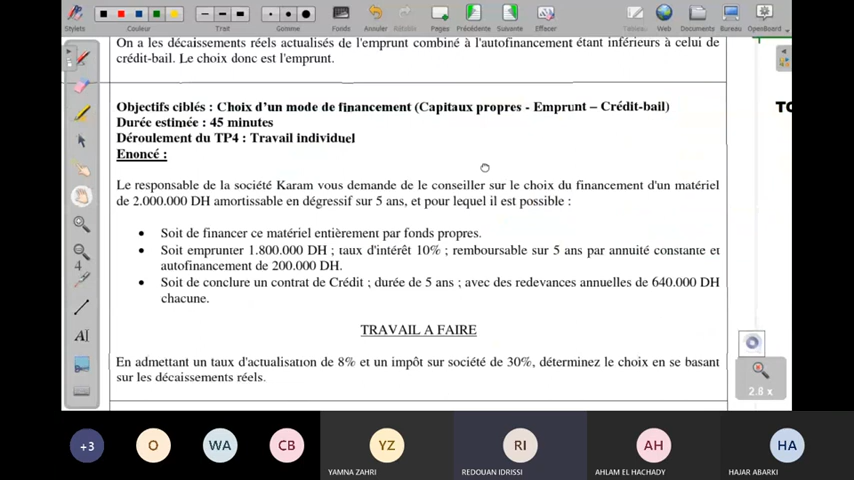 Stylets
Couleur
Trait
Gomme
Fonds
Annuler
Rétablir
Pages
Précédente
Suivante
Effacer
Tableau
Web
Documents
Bureau
OpenBoard
On a les décaissements réels actualisés de l'emprunt combiné à l'autofinancement étant inférieurs à celui de
crédit-bail. Le choix donc est l'emprunt.
Objectifs ciblés : Choix d'un mode de financement (Capitaux propres - Emprunt – Crédit-bail)
TO
Durée estimée : 45 minutes
Déroulement du TP4 : Travail individuel
Enoncé :
Le responsable de la société Karam vous demande de le conseiller sur le choix du financement d'un matériel
de 2.000.000 DH amortissable en dégressif sur 5 ans, et pour lequel il est possible :
• Soit de financer ce matériel entièrement par fonds propres.
• Soit emprunter 1.800.000 DH ; taux d'intérêt 10% ; remboursable sur 5 ans par annuité constante et
autofinancement de 200.000 DH.
• Soit de conclure un contrat de Crédit ; durée de 5 ans ; avec des redevances annuelles de 640.000 DH
chacune.
TRAVAIL A FAIRE
En admettant un taux d'actualisation de 8% et un impôt sur société de 30%, déterminez le choix en se basant
sur les décaissements réels.
4
AI
2.8 x
+3
O
WA
CB
YZ
RI
AH
HA
YAMNA ZAHRI
REDOUAN IDRISSI
AHLAM EL HACHADY
HAJAR ABARKI